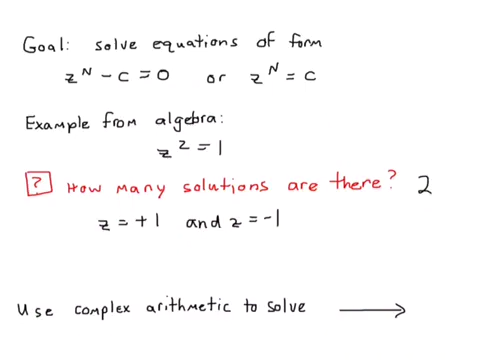 Goal: solve equations of form
z^N - c = 0 or z^N = c
Example from algebra:
z^2 = 1
? How many solutions are there? 2
z = +1 and z = -1
Use complex arithmetic to solve ⟶